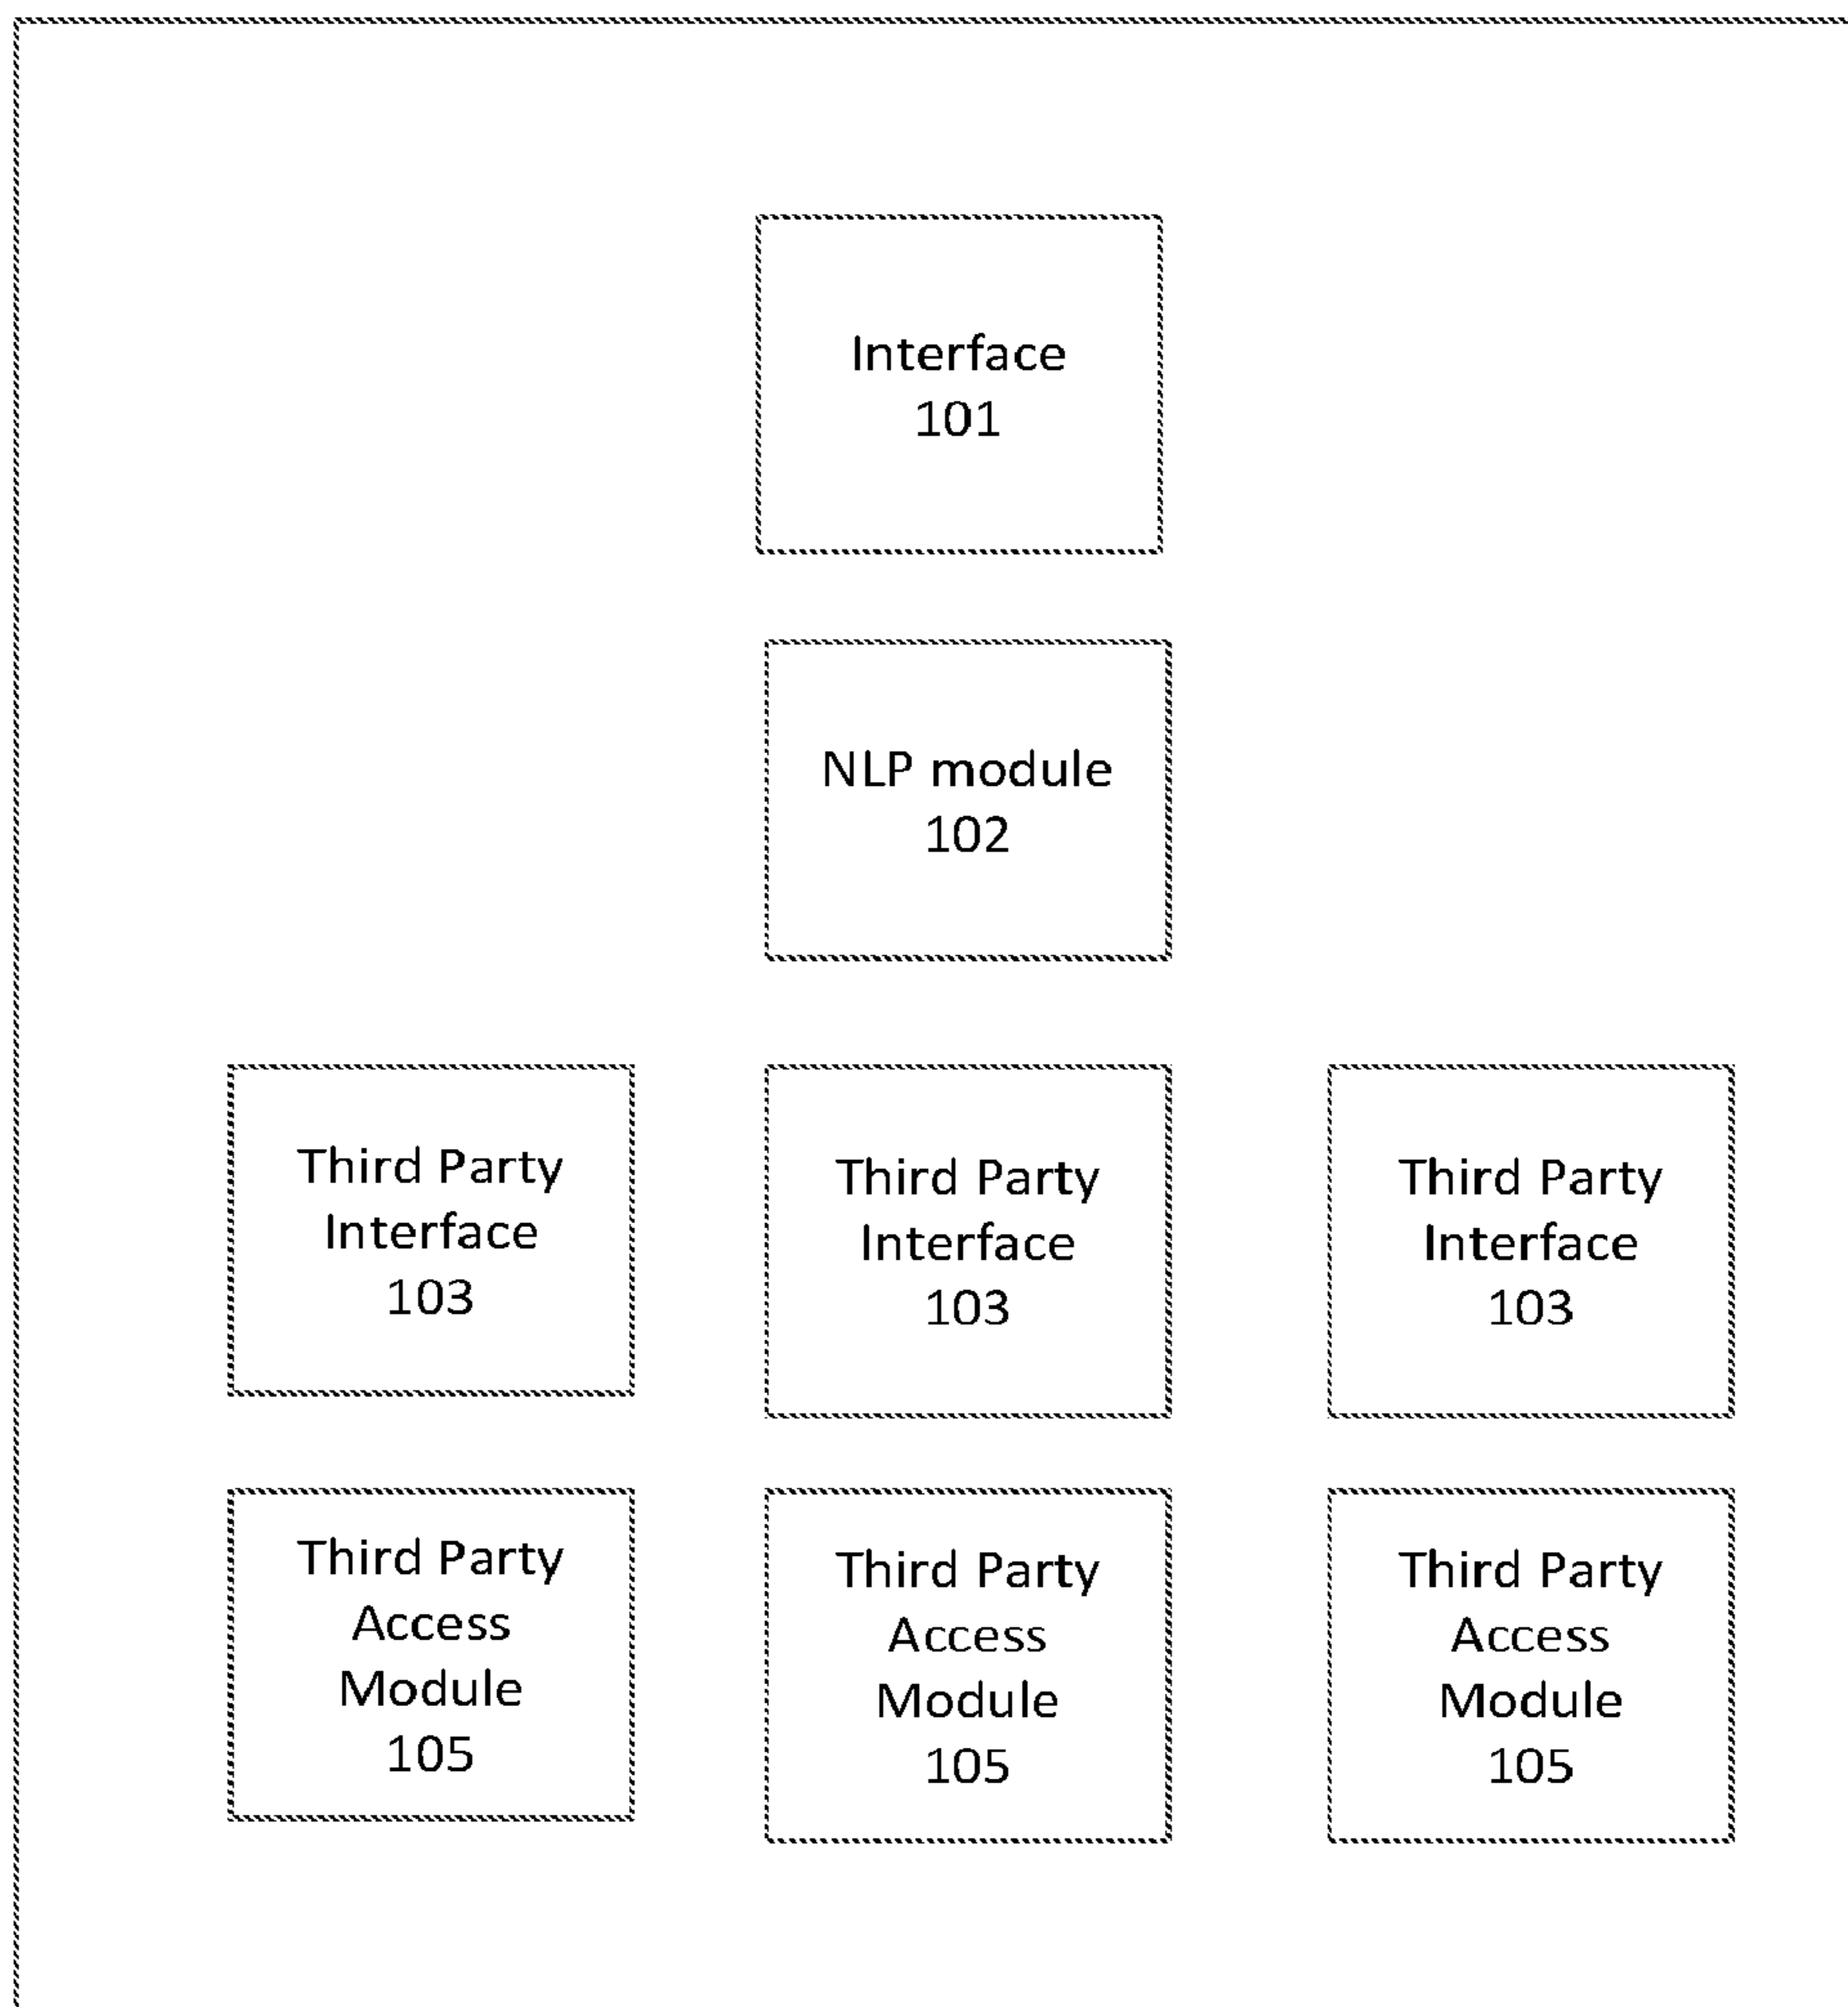 Interface
101
NLP module
102
Third Party
Interface
103
Third Party
Interface
103
Third Party
Interface
103
Third Party
Access
Module
105
Third Party
Access
Module
105
Third Party
Access
Module
105